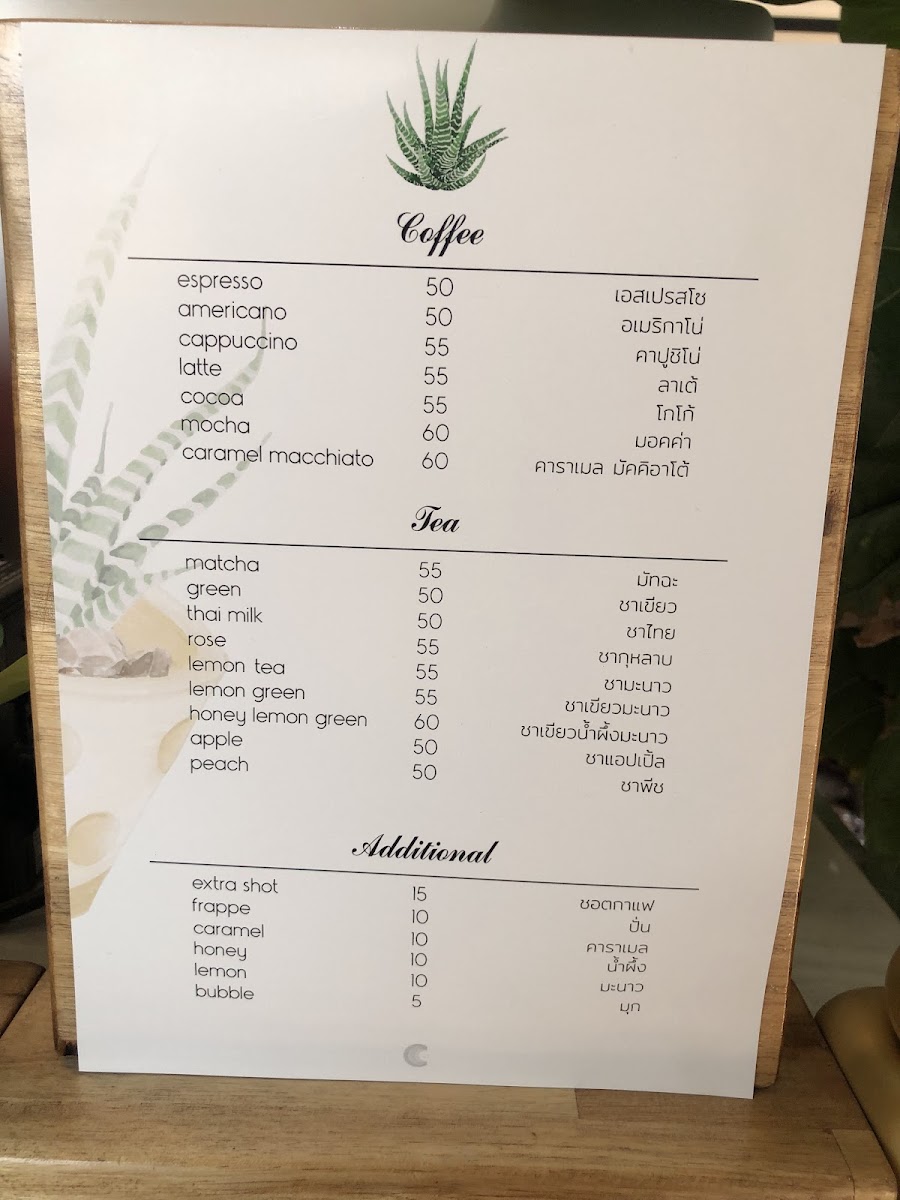 Coffee
espresso 50 เอสเปรสโซ
americano 50 อเมริกาโน่
cappuccino 55 คาปูชิโน่
latte 55 ลาเต้
cocoa 55 โกโก้
mocha 60 มอคค่า
caramel macchiato 60 คาราเมล มัคคิอาโต้
Tea
matcha 55 มัทฉะ
green 50 ชาเขียว
thai milk 50 ชาไทย
rose 55 ชากุหลาบ
lemon tea 55 ชามะนาว
lemon green 55 ชาเขียวมะนาว
honey lemon green 60 ชาเขียวน้ำผึ้งมะนาว
apple 50 ชาแอปเปิ้ล
peach 50 ชาพีช
Additional
extra shot 15 ชอตกาแฟ
frappe 10 ปั่น
caramel 10 คาราเมล
honey 10 น้ำผึ้ง
lemon 10 มะนาว
bubble 5 มุก